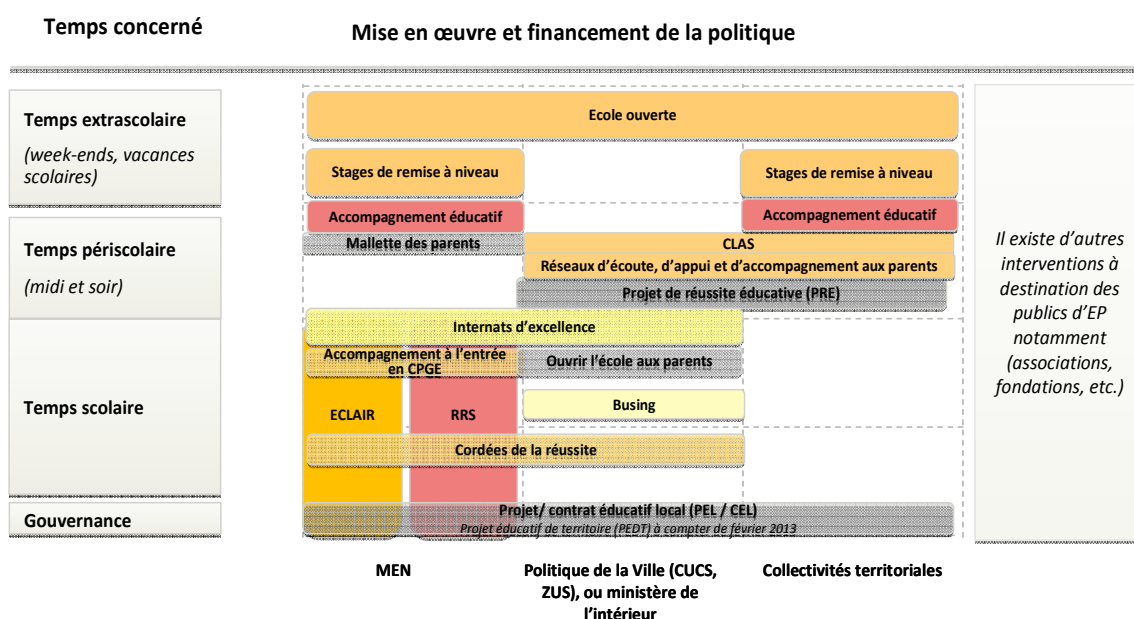 Temps concerné
Mise en œuvre et financement de la politique
Temps extrascolaire
(week-ends, vacances
scolaires)
Ecole ouverte
Stages de remise à niveau
Stages de remise à niveau
Accompagnement éducatif
Accompagnement éducatif
Temps périscolaire
(midi et soir)
Mallette des parents
CLAS
Réseaux d'écoute, d'appui et d'accompagnement aux parents
Projet de réussite éducative (PRE)
Temps scolaire
Internats d'excellence
Accompagnement à l'entrée
en CPGE
Ouvrir l'école aux parents
ECLAIR
RRS
Busing
Cordées de la réussite
Gouvernance
Projet/ contrat éducatif local (PEL / CEL)
Projet éducatif de territoire (PEDT) à compter de février 2013
Il existe d'autres
interventions à
destination des
publics d'EP
notamment
(associations,
fondations, etc.)
MEN
Politique de la Ville (CUCS,
ZUS), ou ministère de
l'intérieur
Collectivités territoriales